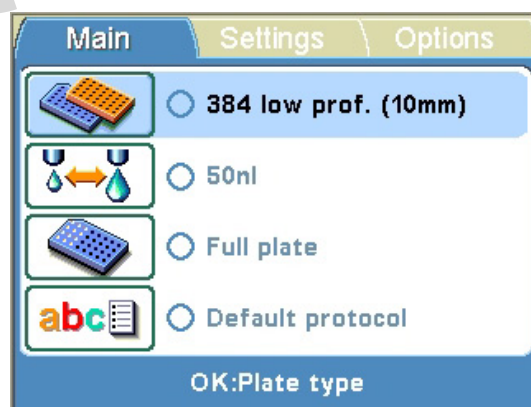 Main Settings Options
384 low prof. (10mm)
50nl
Full plate
abc Default protocol
OK:Plate type